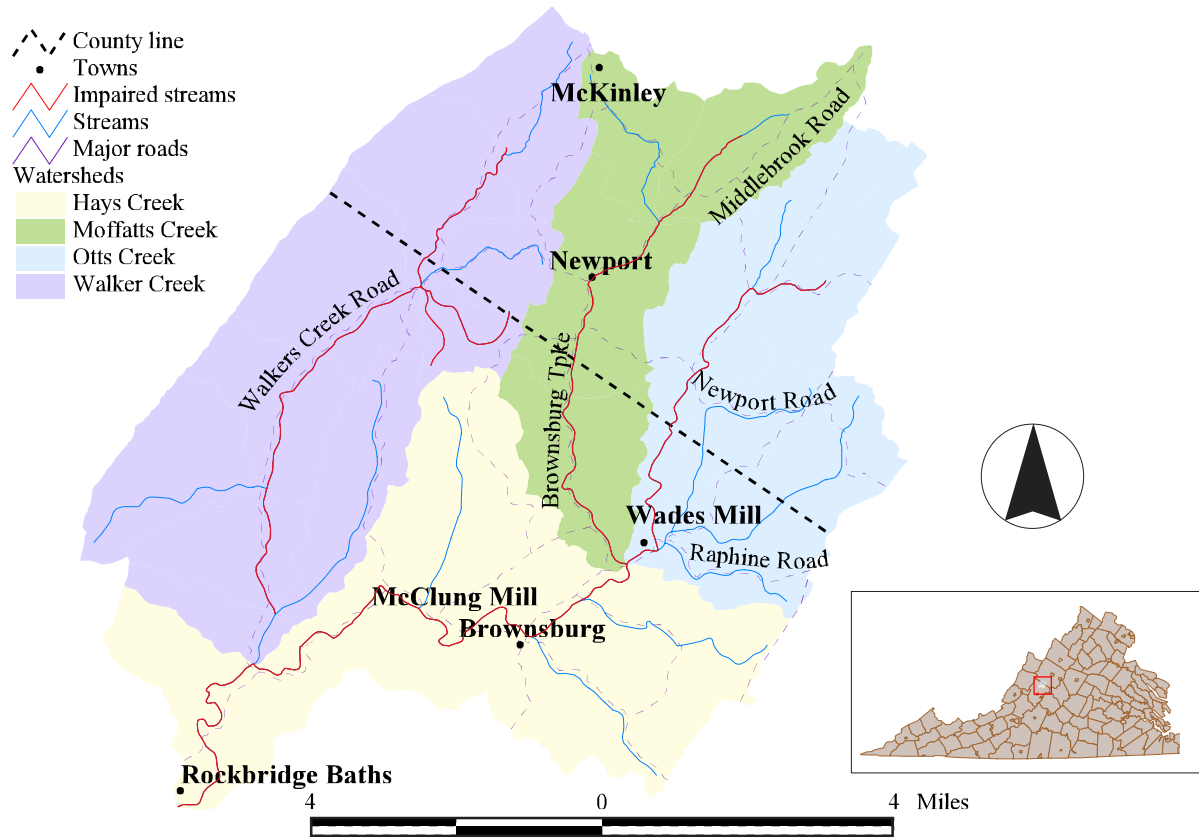 County line
Towns
Impaired streams
Streams
Major roads
Watersheds
Hays Creek
Moffatts Creek
Otts Creek
Walker Creek
McKinley
Middlebrook Road
Newport
Walkers Creek Road
Brownsburg Tpke
Newport Road
Wades Mill
Raphine Road
McClung Mill
Brownsburg
Rockbridge Baths
4 0 4 Miles